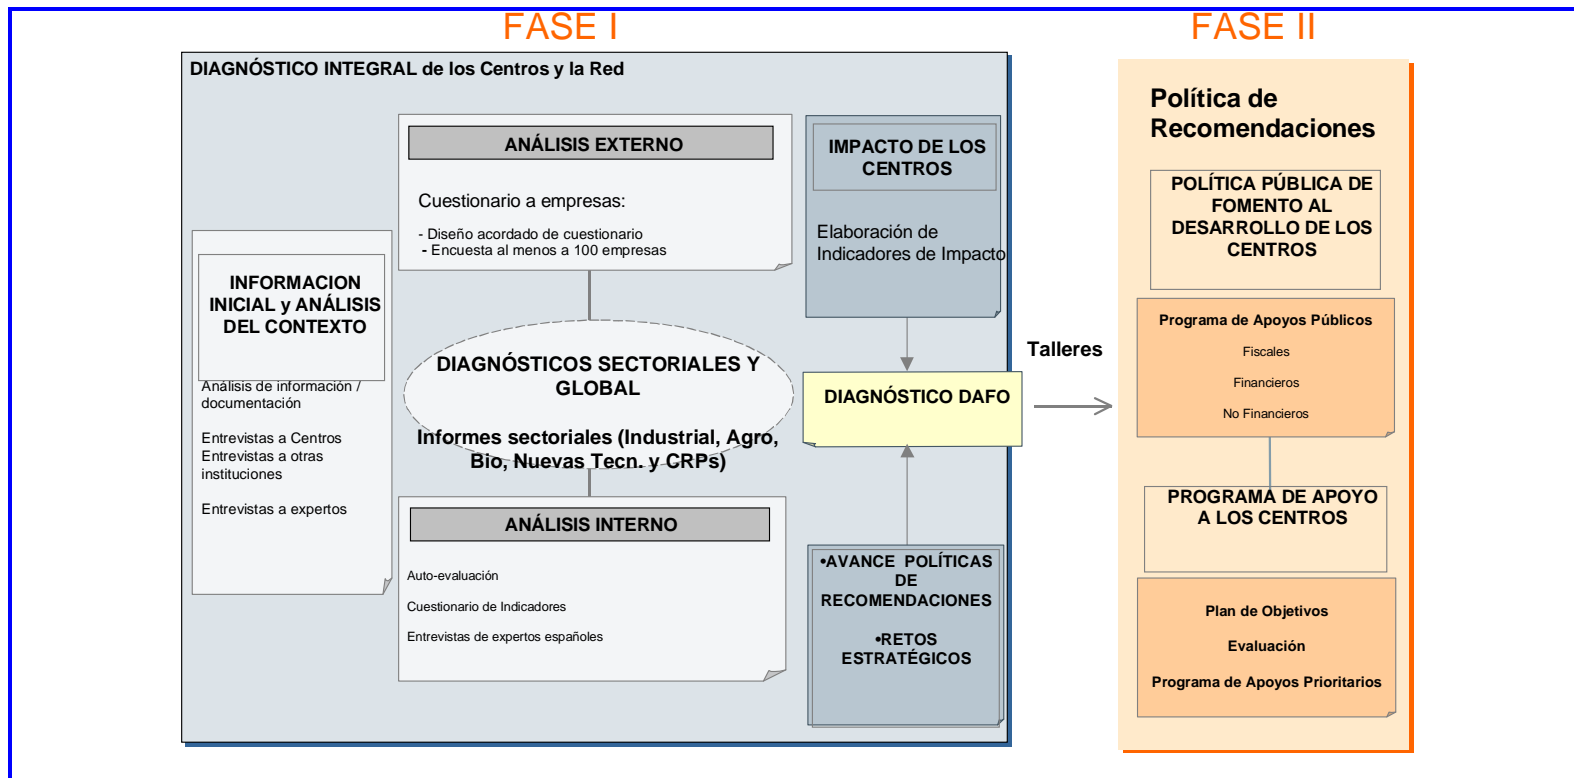 FASE I
FASE II
DIAGNÓSTICO INTEGRAL de los Centros y la Red
INFORMACION
INICIAL y ANÁLISIS
DEL CONTEXTO
Análisis de información /
documentación
Entrevistas a Centros
Entrevistas a otras
instituciones
Entrevistas a expertos
ANÁLISIS EXTERNO
Cuestionario a empresas:
- Diseño acordado de cuestionario
- Encuesta al menos a 100 empresas
DIAGNÓSTICOS SECTORIALES Y
GLOBAL
Informes sectoriales (Industrial, Agro,
Bio, Nuevas Tecn. y CRPs)
ANÁLISIS INTERNO
Auto-evaluación
Cuestionario de Indicadores
Entrevistas de expertos españoles
IMPACTO DE LOS
CENTROS
Elaboración de
Indicadores de Impacto
DIAGNÓSTICO DAFO
•AVANCE POLÍTICAS
DE
RECOMENDACIONES
•RETOS
ESTRATÉGICOS
Talleres
Política de
Recomendaciones
POLÍTICA PÚBLICA DE
FOMENTO AL
DESARROLLO DE LOS
CENTROS
Programa de Apoyos Públicos
Fiscales
Financieros
No Financieros
PROGRAMA DE APOYO
A LOS CENTROS
Plan de Objetivos
Evaluación
Programa de Apoyos Prioritarios